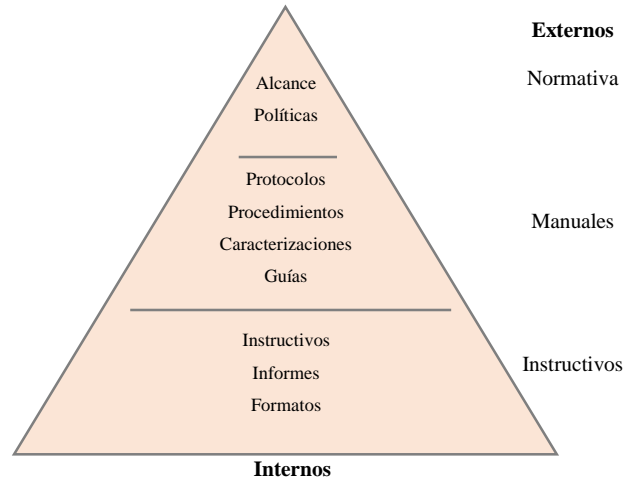 Externos
Normativa
Alcance
Políticas
Protocolos
Procedimientos
Caracterizaciones
Guías
Manuales
Instructivos
Informes
Formatos
Instructivos
Internos